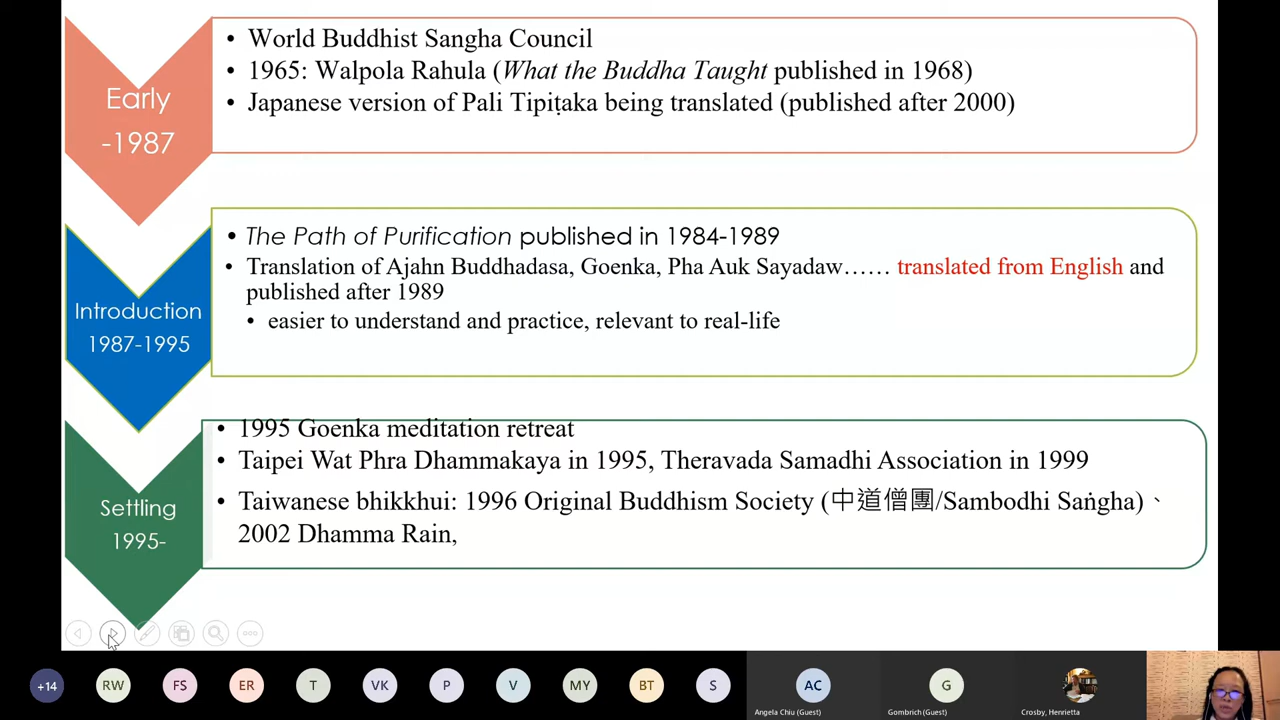 Early
-1987
• World Buddhist Sangha Council
• 1965: Walpola Rahula (What the Buddha Taught published in 1968)
• Japanese version of Pali Tipiṭaka being translated (published after 2000)
Introduction
1987-1995
• The Path of Purification published in 1984-1989
• Translation of Ajahn Buddhadasa, Goenka, Pha Auk Sayadaw…… translated from English and
published after 1989
• easier to understand and practice, relevant to real-life
Settling
1995-
• 1995 Goenka meditation retreat
• Taipei Wat Phra Dhammakaya in 1995, Theravada Samadhi Association in 1999
• Taiwanese bhikkhui: 1996 Original Buddhism Society (中道僧團/Sambodhi Saṅgha)、
2002 Dhamma Rain,
+14 RW FS ER T VK P V MY BT S AC G
Angela Chiu (Guest) Gombrich (Guest) Crosby, Henrietta